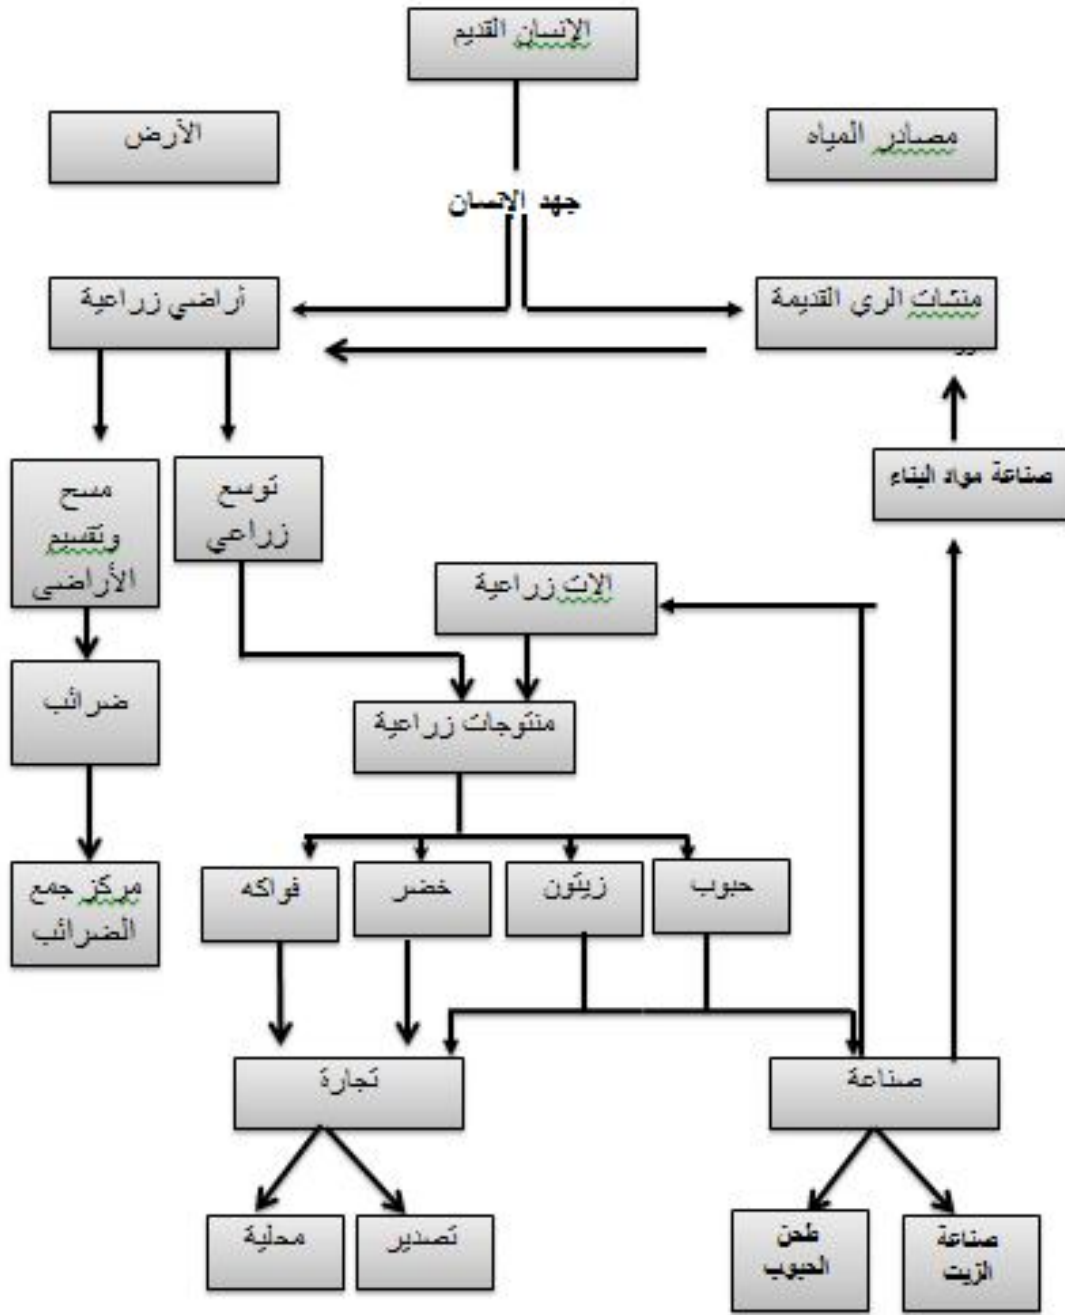 الإنسان القديم
مصادر المياه
الأرض
جهد الإنسان
منشات الري القديمة
أراضي زراعية
صناعة مواد البناء
توسع
زراعي
مسح
وتقسيم
الأراضي
الات زراعية
ضرائب
منتوجات زراعية
حبوب
زيتون
خضر
فواكه
مركز جمع
الضرائب
صناعة
تجارة
صناعة
الزيت
طحن
الحبوب
تصدير
محلية